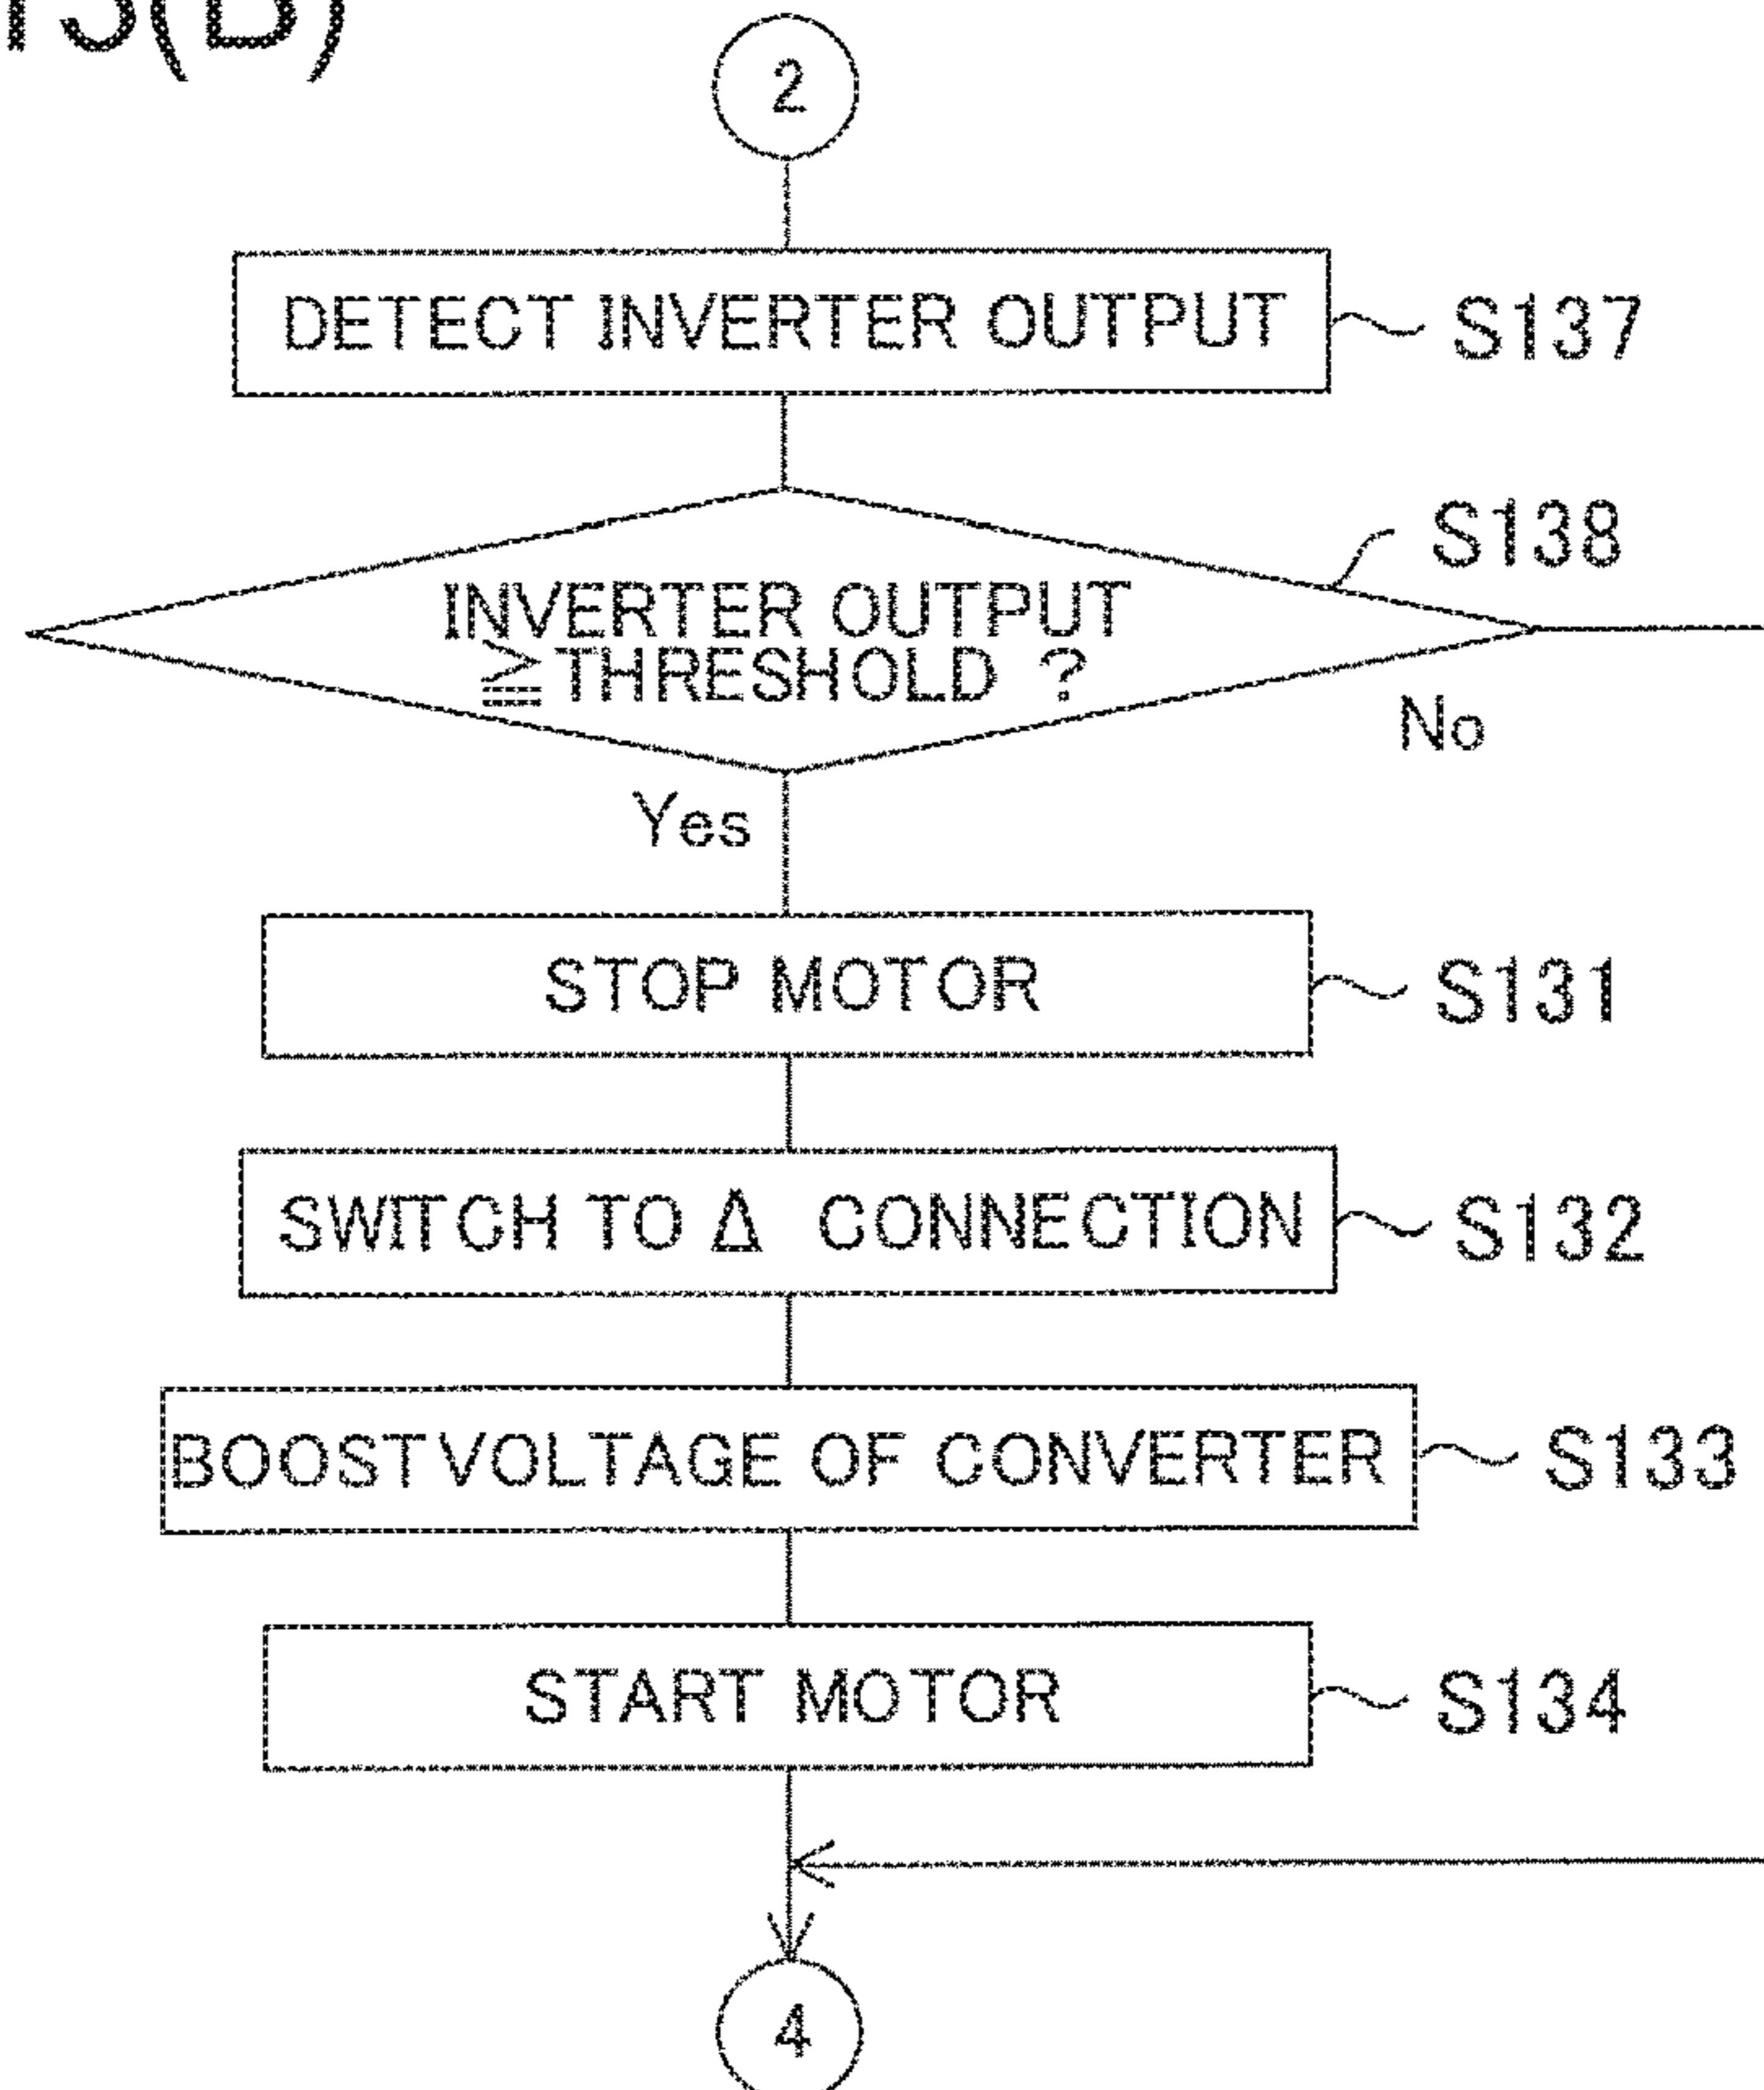 13(B)
2
DETECT INVERTER OUTPUT
S137
S138
INVERTER OUTPUT
≧THRESHOLD ?
No
Yes
STOP MOTOR
S131
SWITCH TO Δ CONNECTION
S132
BOOST VOLTAGE OF CONVERTER
S133
START MOTOR
S134
4